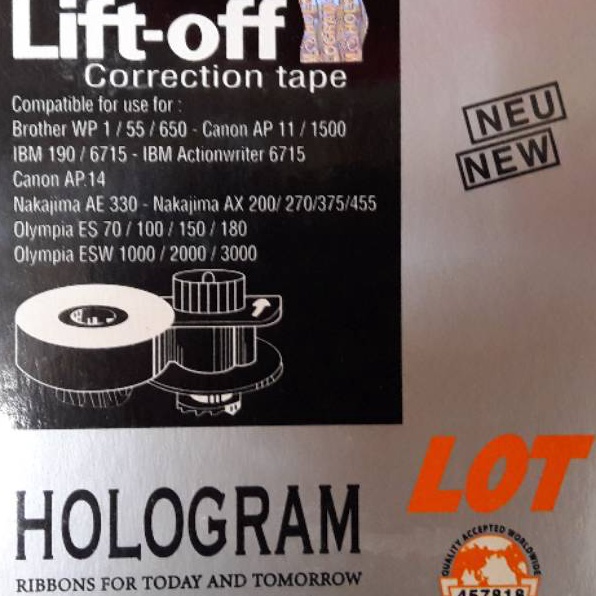 Lift-off
Correction tape
Compatible for use for :
Brother WP 1 / 55 / 650 - Canon AP 11 / 1500
IBM 190 / 6715 - IBM Actionwriter 6715
Canon AP.14
Nakajima AE 330 - Nakajima AX 200/ 270/375/455
Olympia ES 70 / 100 / 150 / 180
Olympia ESW 1000 / 2000 / 3000
NEU
NEW
LOT
HOLOGRAM
RIBBONS FOR TODAY AND TOMORROW
QUALITY ACCEPTED WORLDWIDE
457818